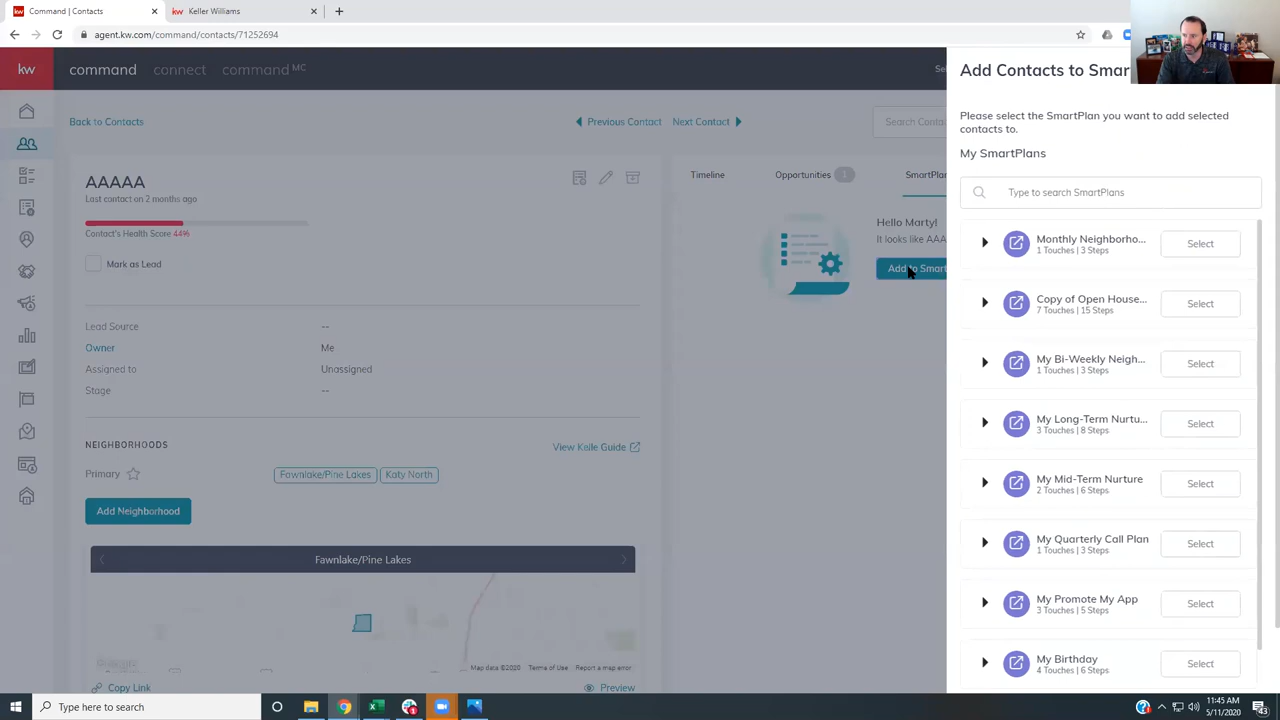 Command | Contacts
Keller Williams
agent.kw.com/command/contacts/71252694
kw
command
connect
command MC
Back to Contacts
Previous Contact
Next Contact
AAAAA
Last contact on 2 months ago
Contact's Health Score 44%
Mark as Lead
Lead Source
--
Owner
Me
Assigned to
Unassigned
Stage
--
NEIGHBORHOODS
View Kelle Guide
Primary
Fawnlake/Pine Lakes
Katy North
Add Neighborhood
Fawnlake/Pine Lakes
Map data ©2020
Terms of Use
Report a map error
Copy Link
Preview
Search Conta
Timeline
Opportunities
1
SmartPlan
Hello Marty!
It looks like AAA
Add to Smart
Add Contacts to Smar
Please select the SmartPlan you want to add selected
contacts to.
My SmartPlans
Type to search SmartPlans
Monthly Neighborho...
1 Touches | 3 Steps
Select
Copy of Open House...
7 Touches | 15 Steps
Select
My Bi-Weekly Neigh...
1 Touches | 3 Steps
Select
My Long-Term Nurtu...
3 Touches | 8 Steps
Select
My Mid-Term Nurture
2 Touches | 6 Steps
Select
My Quarterly Call Plan
1 Touches | 3 Steps
Select
My Promote My App
3 Touches | 5 Steps
Select
My Birthday
4 Touches | 6 Steps
Select
Type here to search
11:45 AM
5/11/2020
43